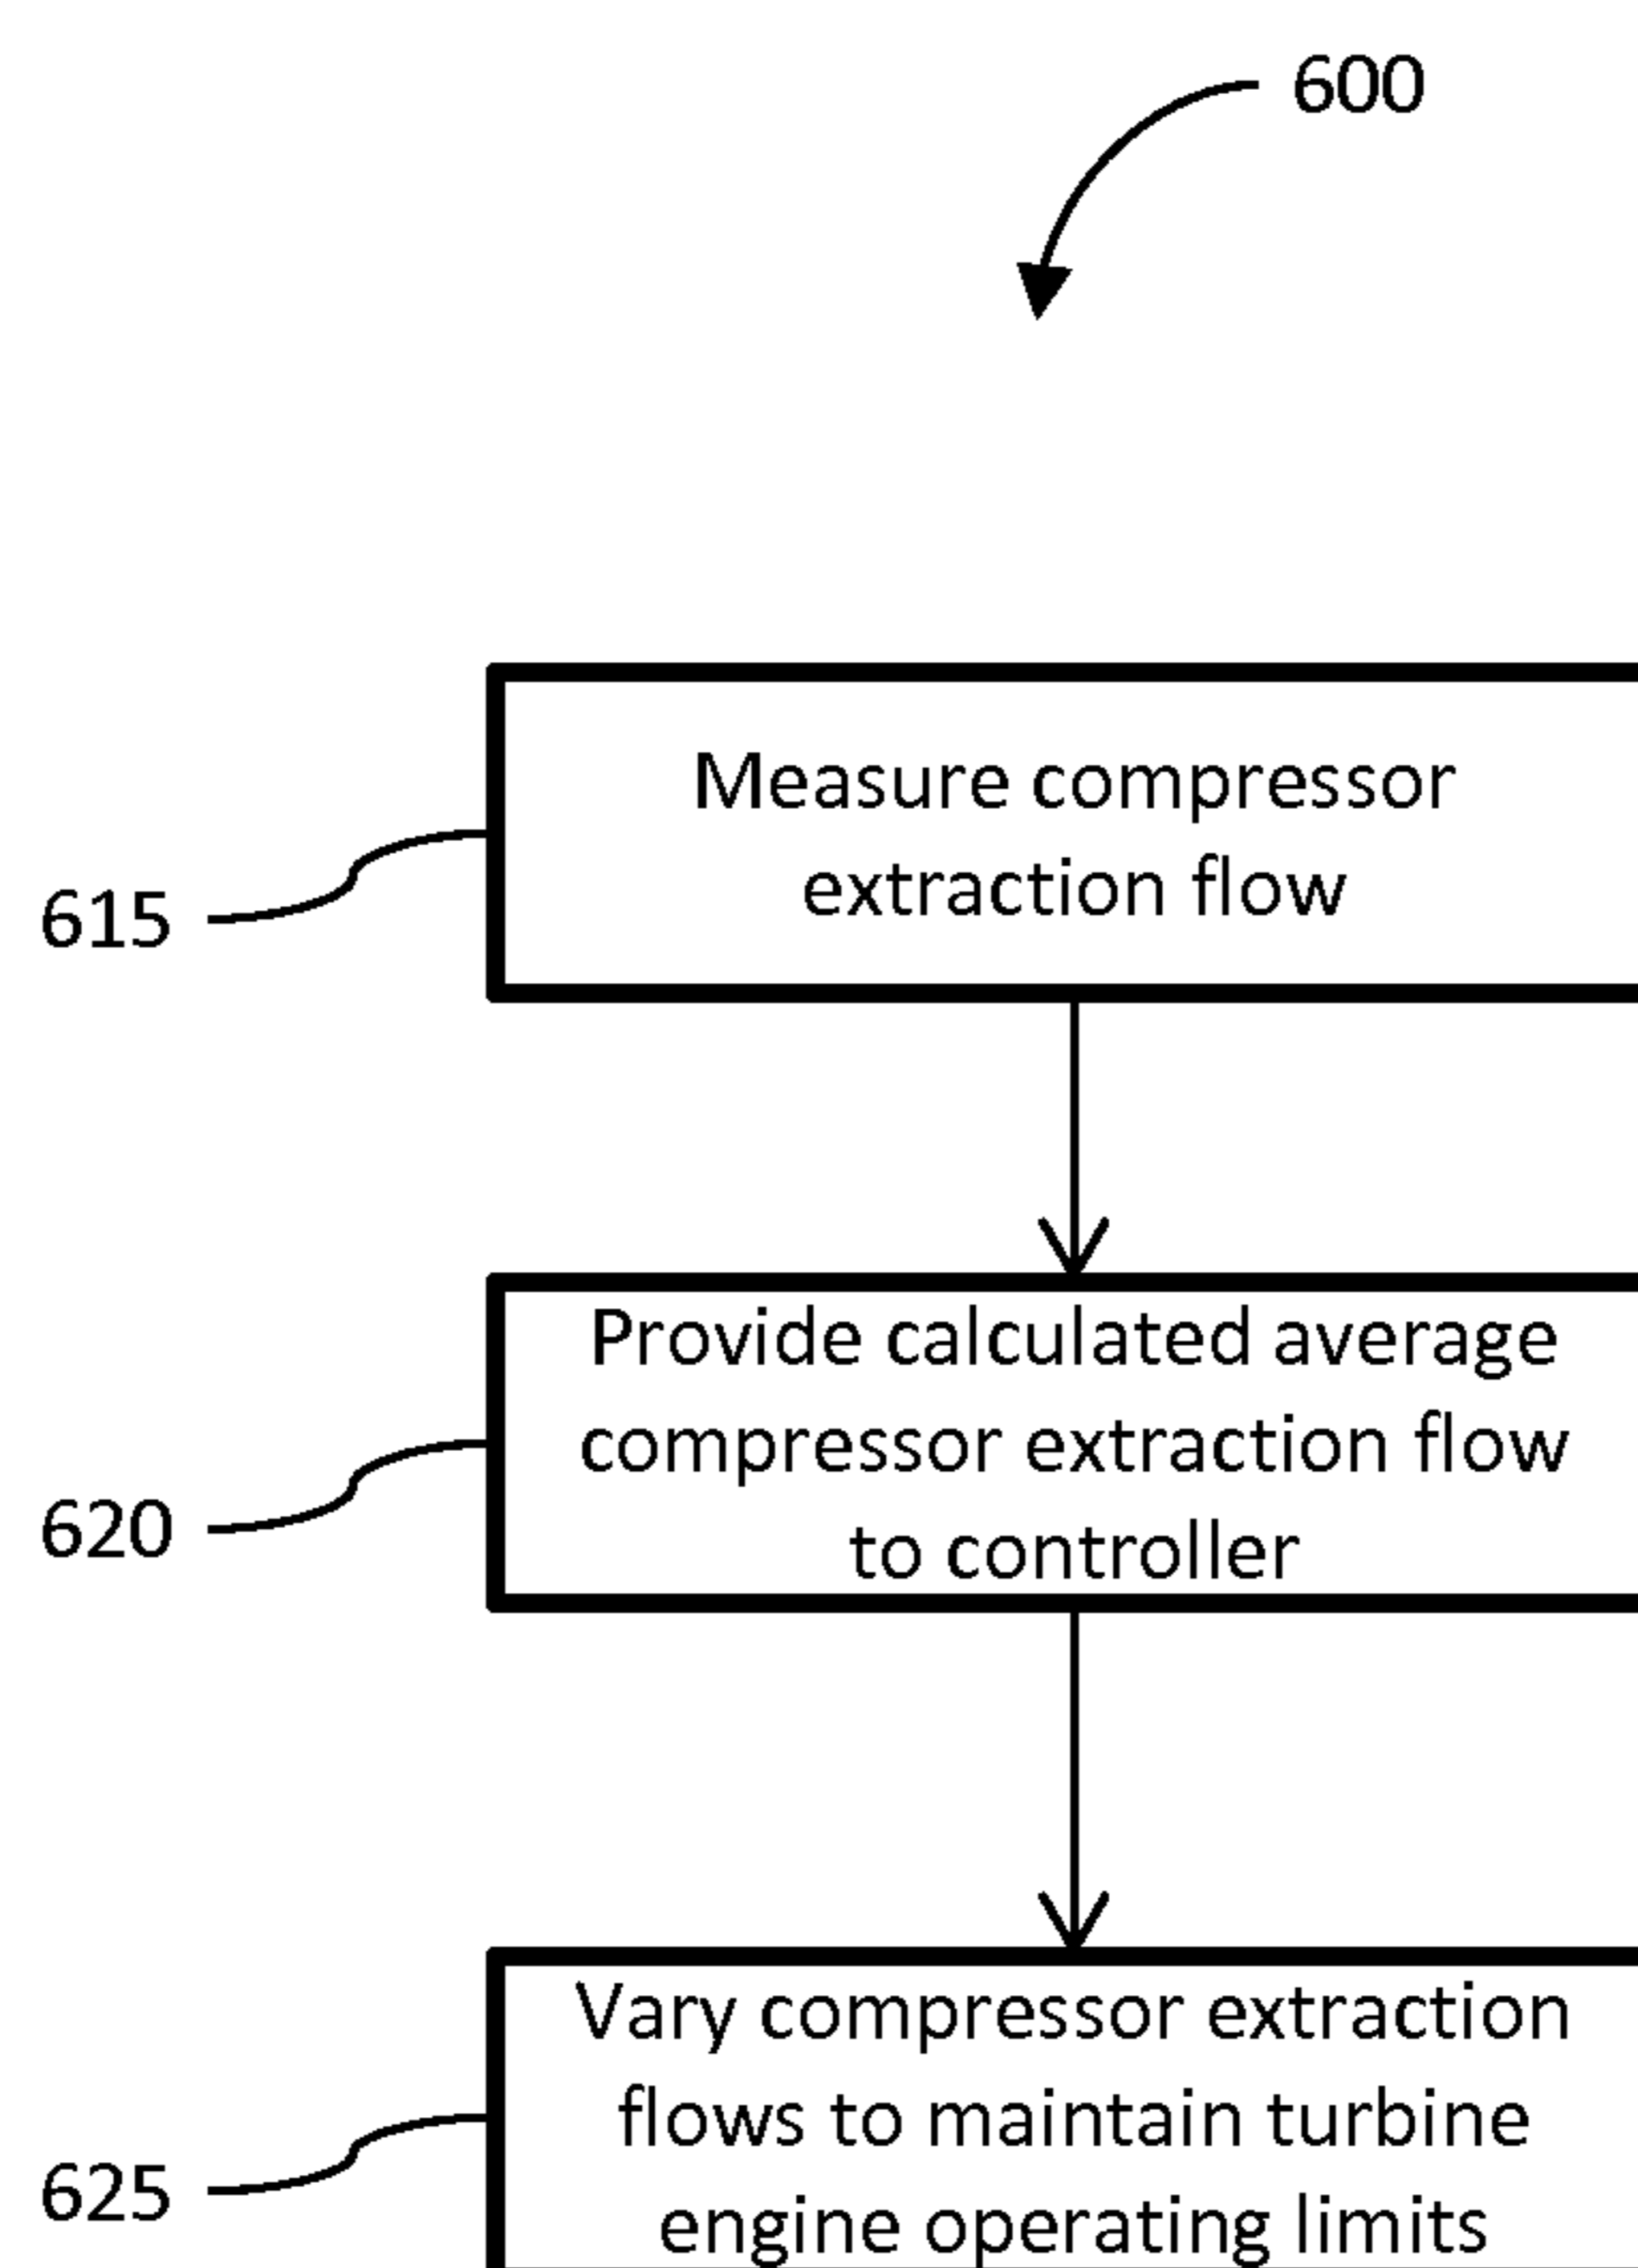 600
Measure compressor
extraction flow
615
Provide calculated average
compressor extraction flow
to controller
620
Vary compressor extraction
flows to maintain turbine
engine operating limits
625